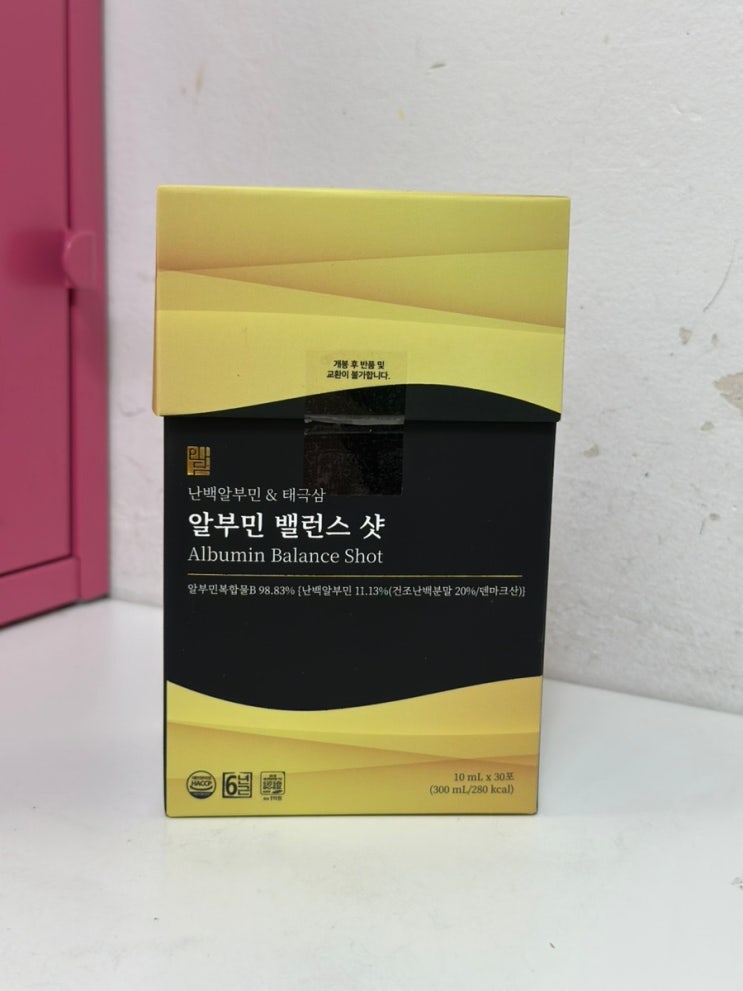 개봉 후 반품 및
교환이 불가합니다.
난백알부민 & 태극삼
알부민 밸런스 샷
Albumin Balance Shot
알부민복합물B 98.83% {난백알부민 11.13%(건조난백분말 20%/덴마크산)}
HACCP
6년근
10 mL x 30포
(300 mL/280 kcal)